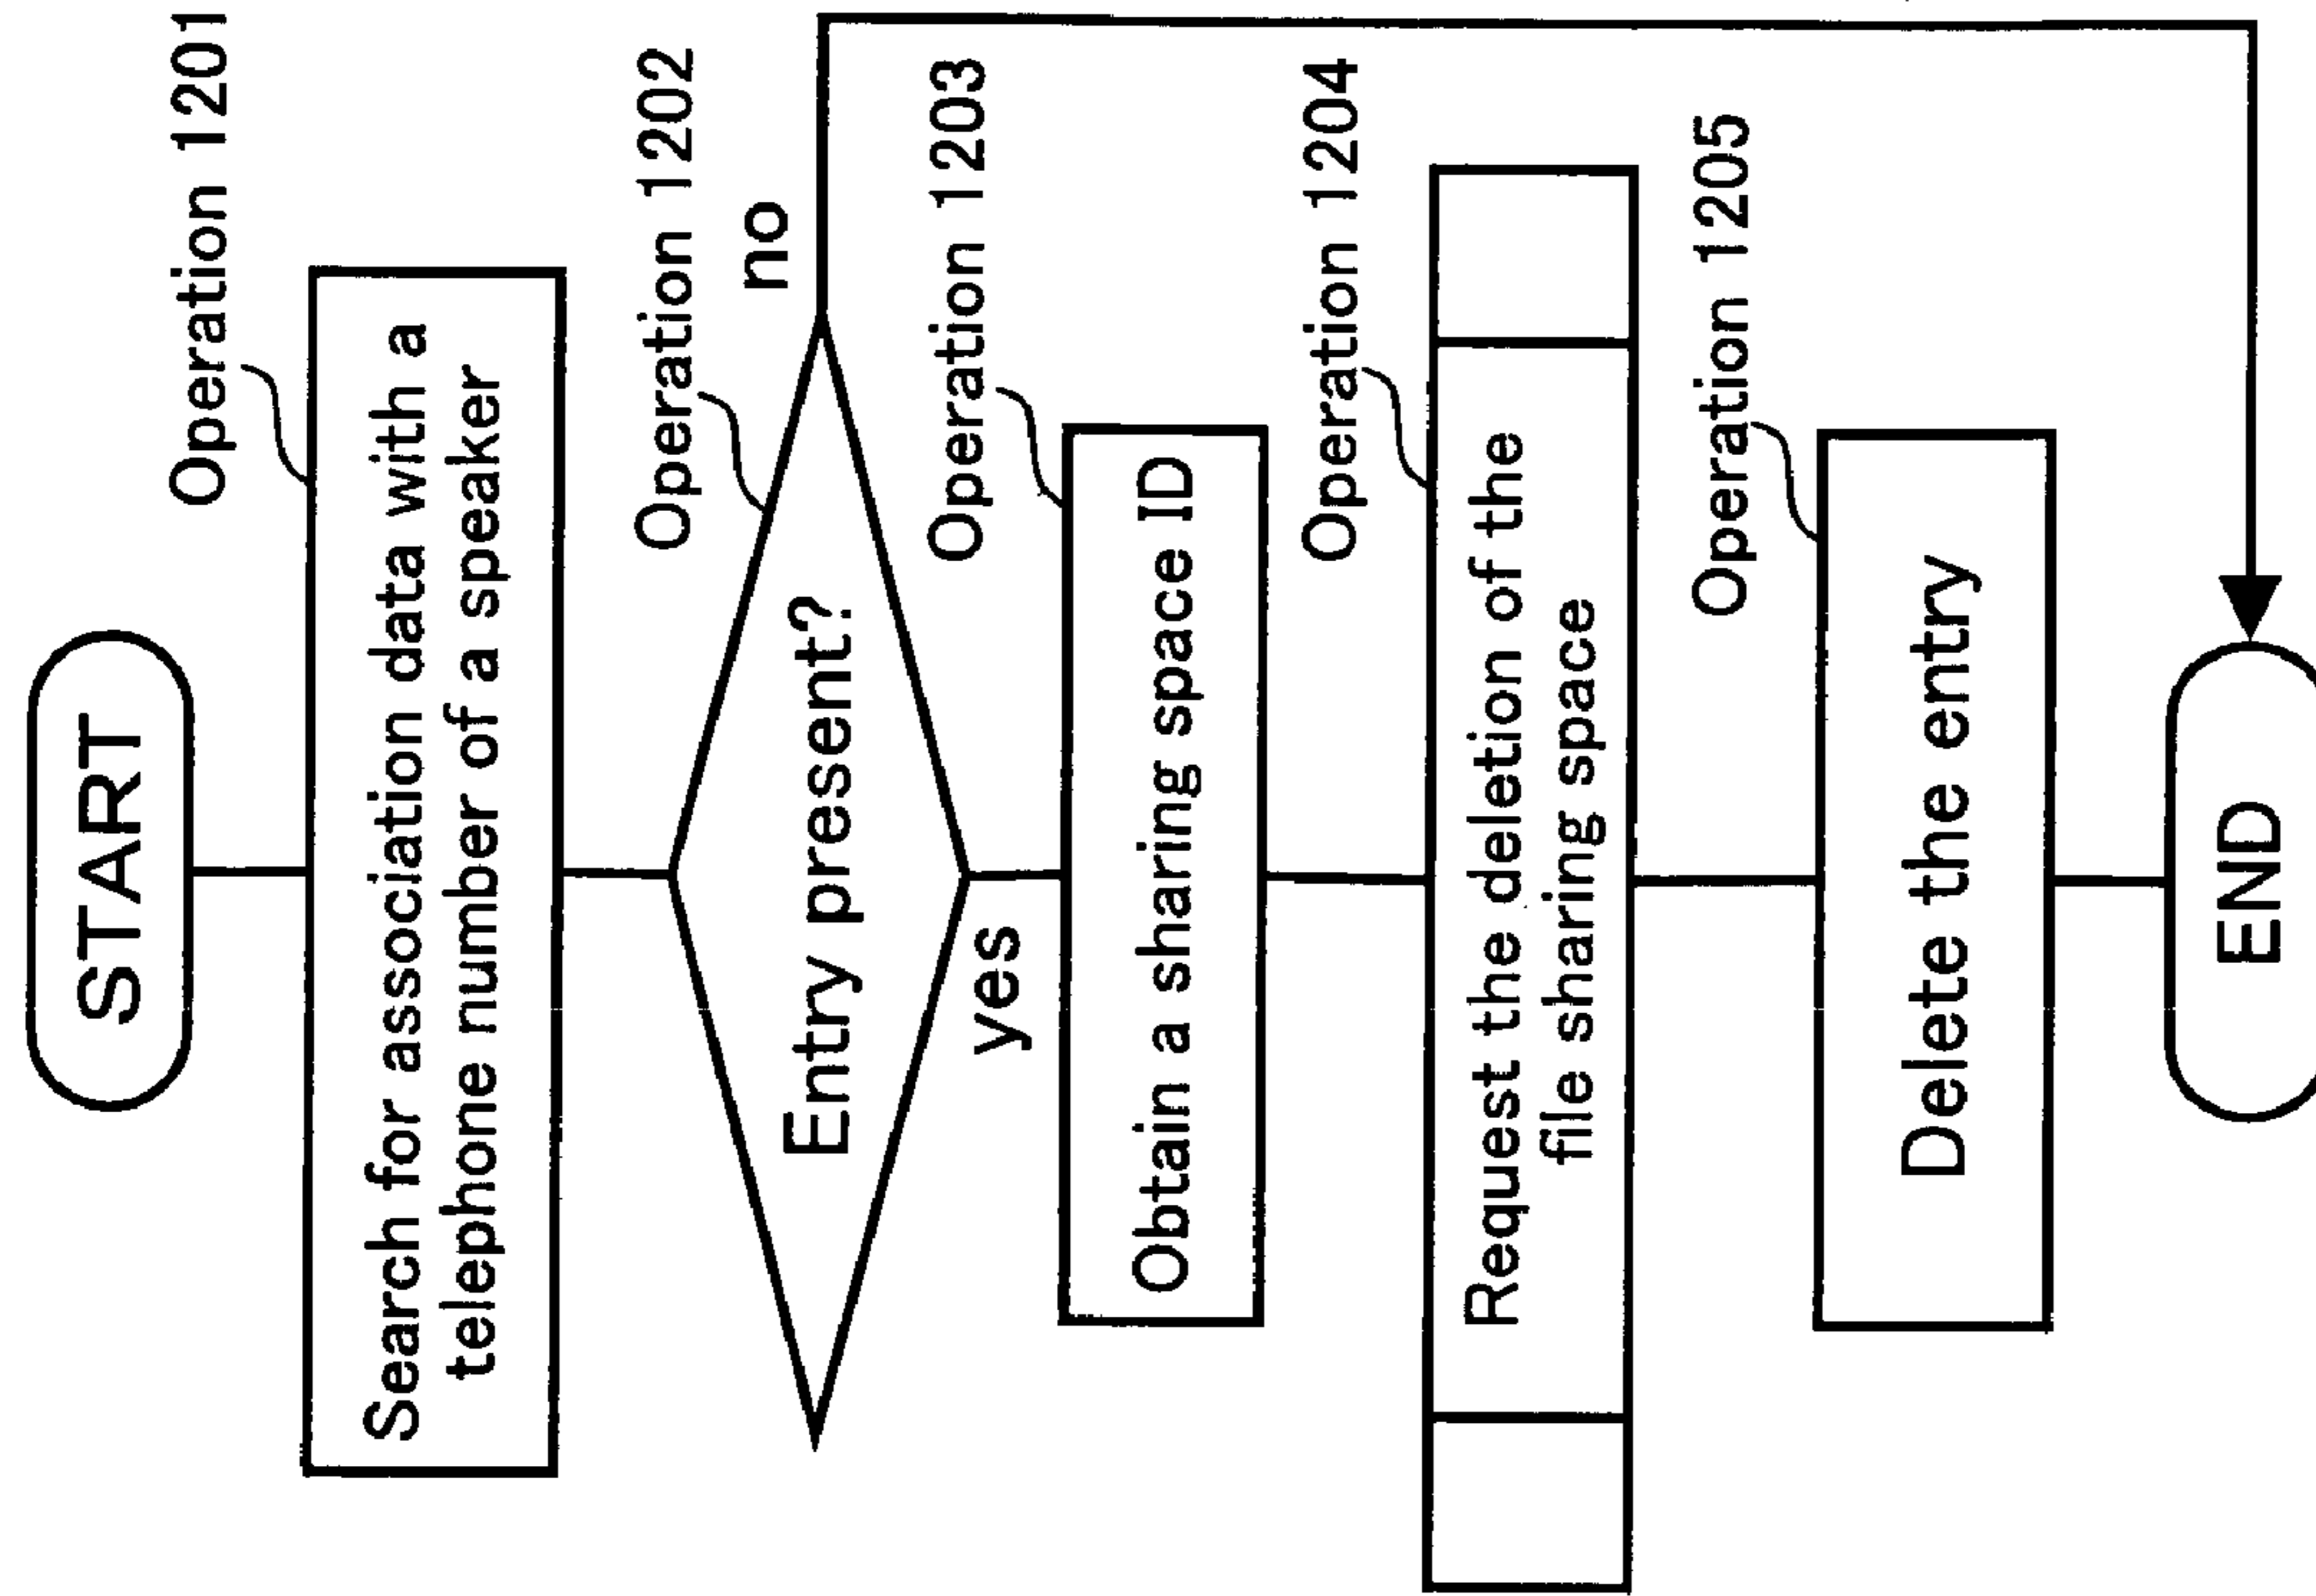 START
Operation 1201
Search for association data with a
telephone number of a speaker
Operation 1202
Entry present?
no
yes
Operation 1203
Obtain a sharing space ID
Operation 1204
Request the deletion of the
file sharing space
Operation 1205
Delete the entry
END